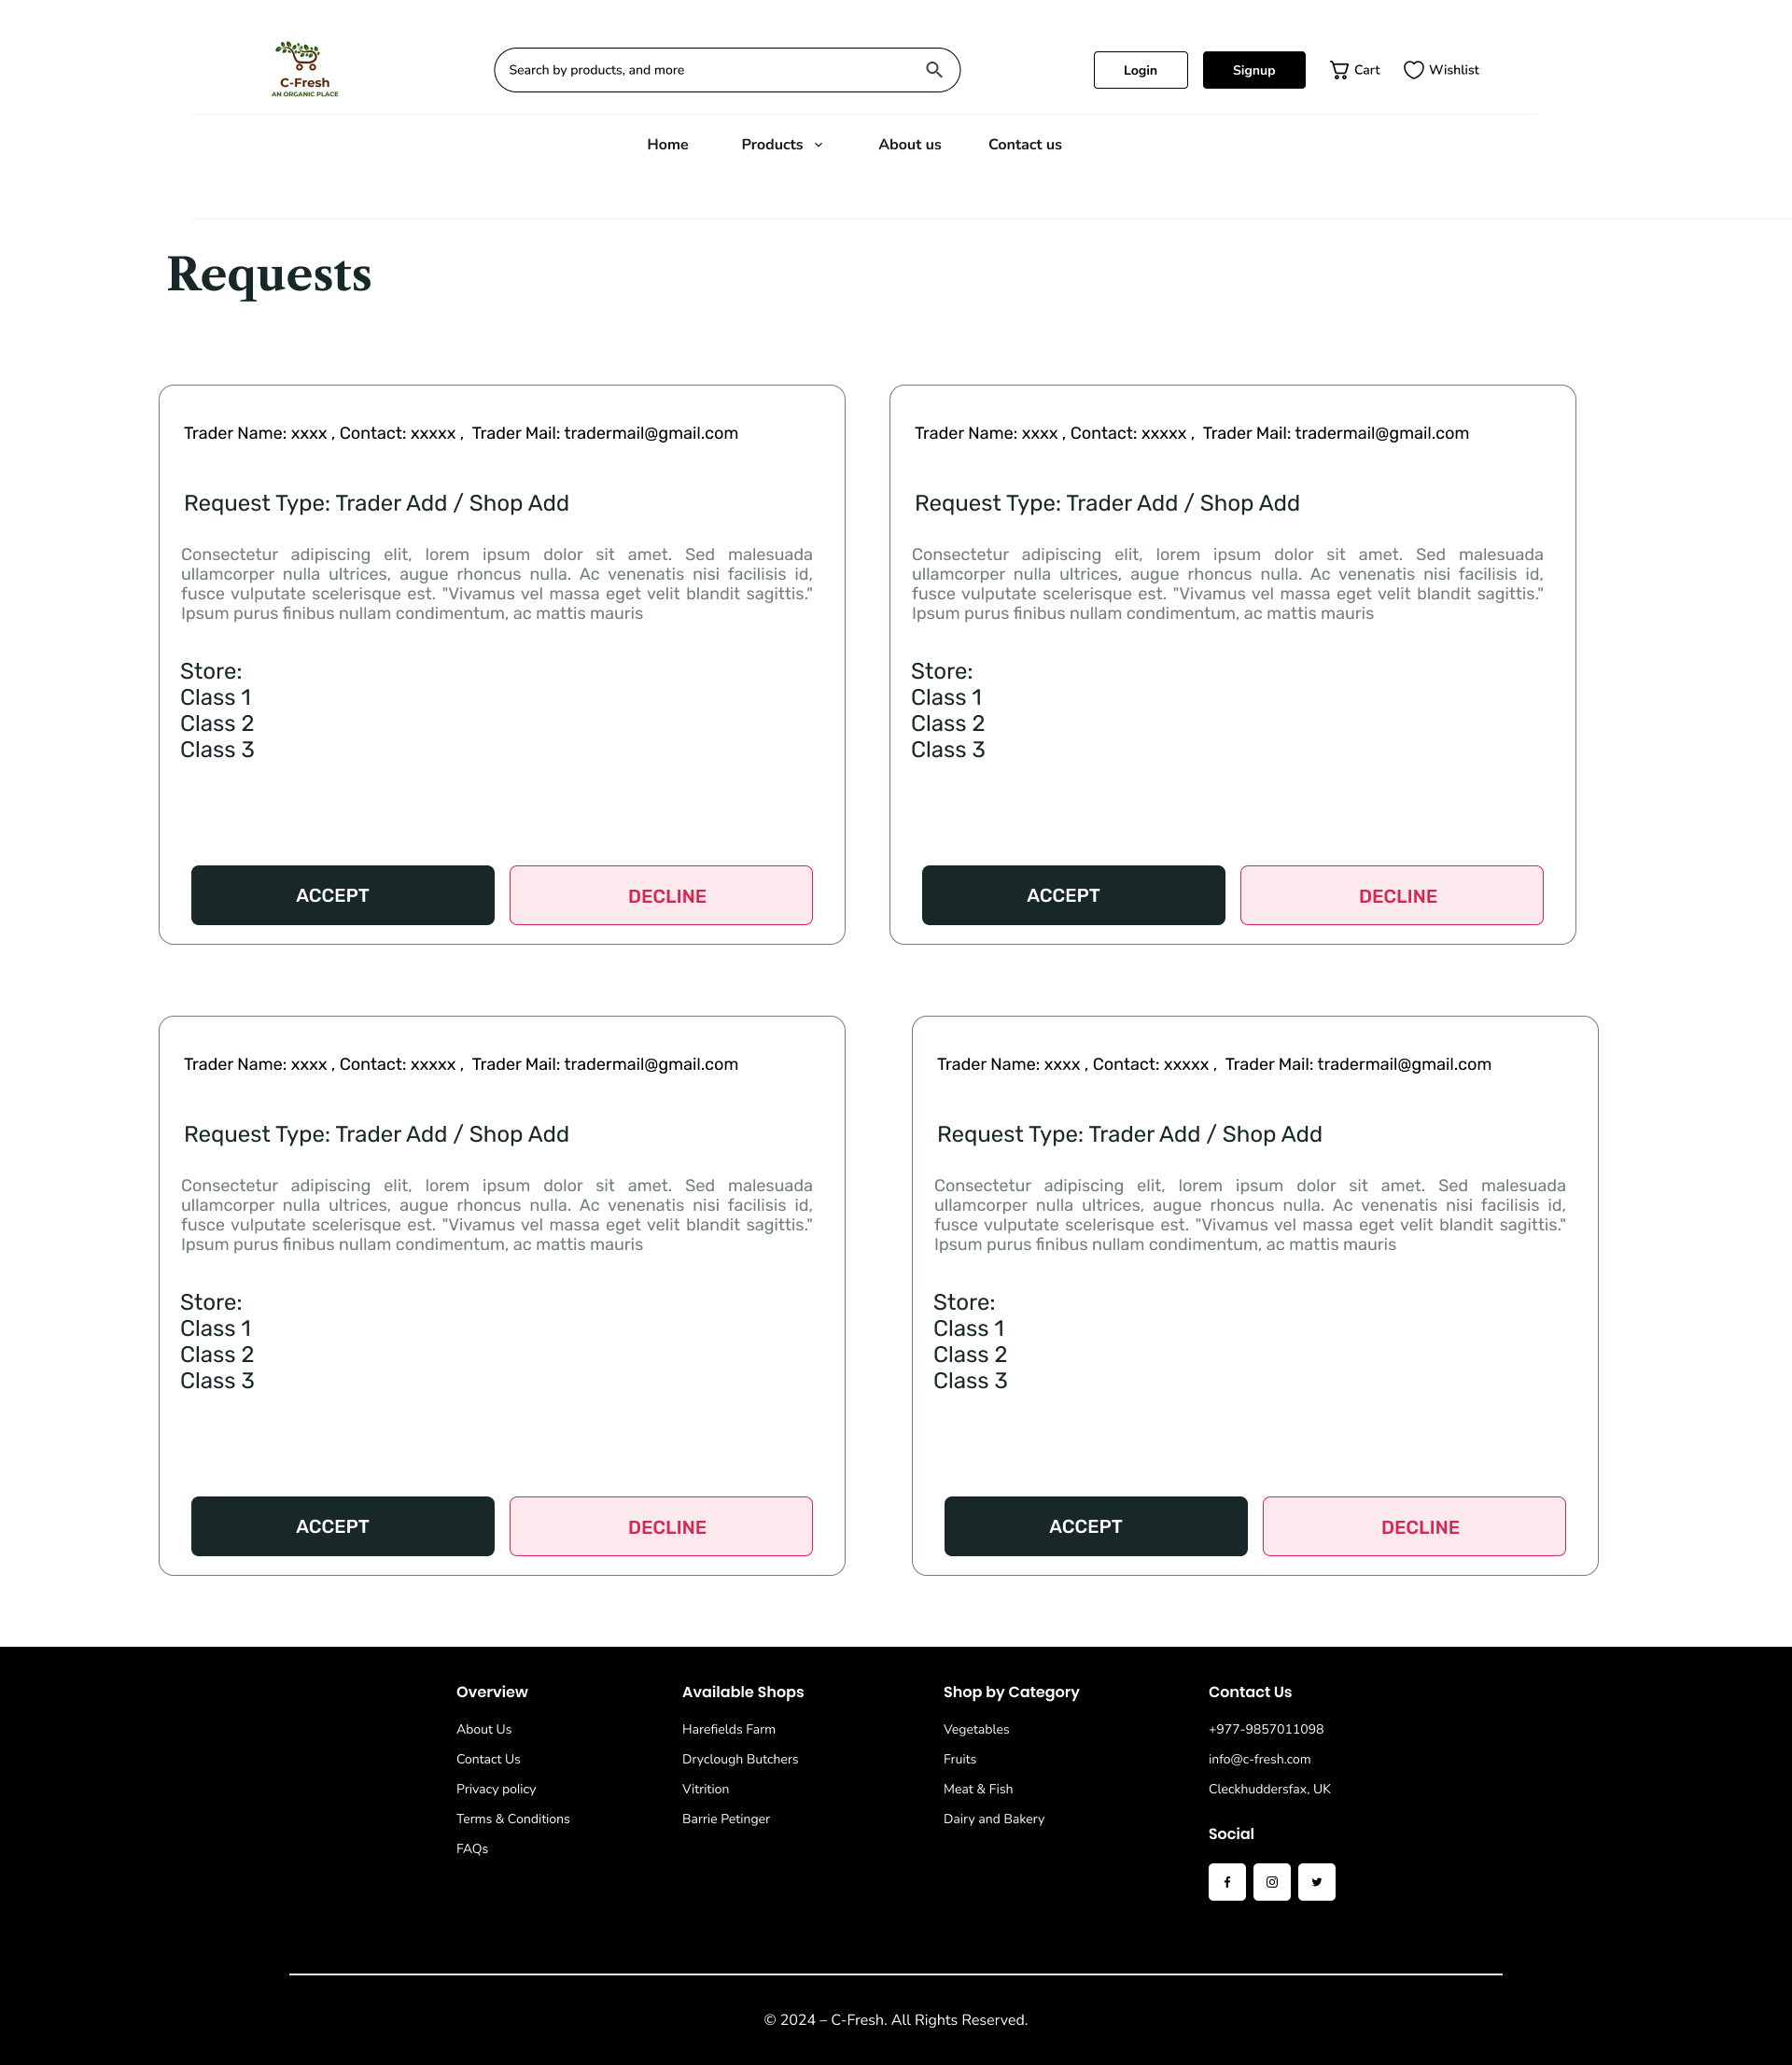 C-Fresh
AN ORGANIC PLACE
Search by products, and more
Login
Signup
Cart
Wishlist
Home
Products
About us
Contact us
Requests
Trader Name: xxxx , Contact: xxxxx ,  Trader Mail: tradermail@gmail.com
Request Type: Trader Add / Shop Add
Consectetur adipiscing elit, lorem ipsum dolor sit amet. Sed malesuada
ullamcorper nulla ultrices, augue rhoncus nulla. Ac venenatis nisi facilisis id,
fusce vulputate scelerisque est. "Vivamus vel massa eget velit blandit sagittis."
Ipsum purus finibus nullam condimentum, ac mattis mauris
Store:
Class 1
Class 2
Class 3
ACCEPT
DECLINE
Trader Name: xxxx , Contact: xxxxx ,  Trader Mail: tradermail@gmail.com
Request Type: Trader Add / Shop Add
Consectetur adipiscing elit, lorem ipsum dolor sit amet. Sed malesuada
ullamcorper nulla ultrices, augue rhoncus nulla. Ac venenatis nisi facilisis id,
fusce vulputate scelerisque est. "Vivamus vel massa eget velit blandit sagittis."
Ipsum purus finibus nullam condimentum, ac mattis mauris
Store:
Class 1
Class 2
Class 3
ACCEPT
DECLINE
Trader Name: xxxx , Contact: xxxxx ,  Trader Mail: tradermail@gmail.com
Request Type: Trader Add / Shop Add
Consectetur adipiscing elit, lorem ipsum dolor sit amet. Sed malesuada
ullamcorper nulla ultrices, augue rhoncus nulla. Ac venenatis nisi facilisis id,
fusce vulputate scelerisque est. "Vivamus vel massa eget velit blandit sagittis."
Ipsum purus finibus nullam condimentum, ac mattis mauris
Store:
Class 1
Class 2
Class 3
ACCEPT
DECLINE
Trader Name: xxxx , Contact: xxxxx ,  Trader Mail: tradermail@gmail.com
Request Type: Trader Add / Shop Add
Consectetur adipiscing elit, lorem ipsum dolor sit amet. Sed malesuada
ullamcorper nulla ultrices, augue rhoncus nulla. Ac venenatis nisi facilisis id,
fusce vulputate scelerisque est. "Vivamus vel massa eget velit blandit sagittis."
Ipsum purus finibus nullam condimentum, ac mattis mauris
Store:
Class 1
Class 2
Class 3
ACCEPT
DECLINE
Overview
About Us
Contact Us
Privacy policy
Terms & Conditions
FAQs
Available Shops
Harefields Farm
Dryclough Butchers
Vitrition
Barrie Petinger
Shop by Category
Vegetables
Fruits
Meat & Fish
Dairy and Bakery
Contact Us
+977-9857011098
info@c-fresh.com
Cleckhuddersfax, UK
Social
© 2024 – C-Fresh. All Rights Reserved.